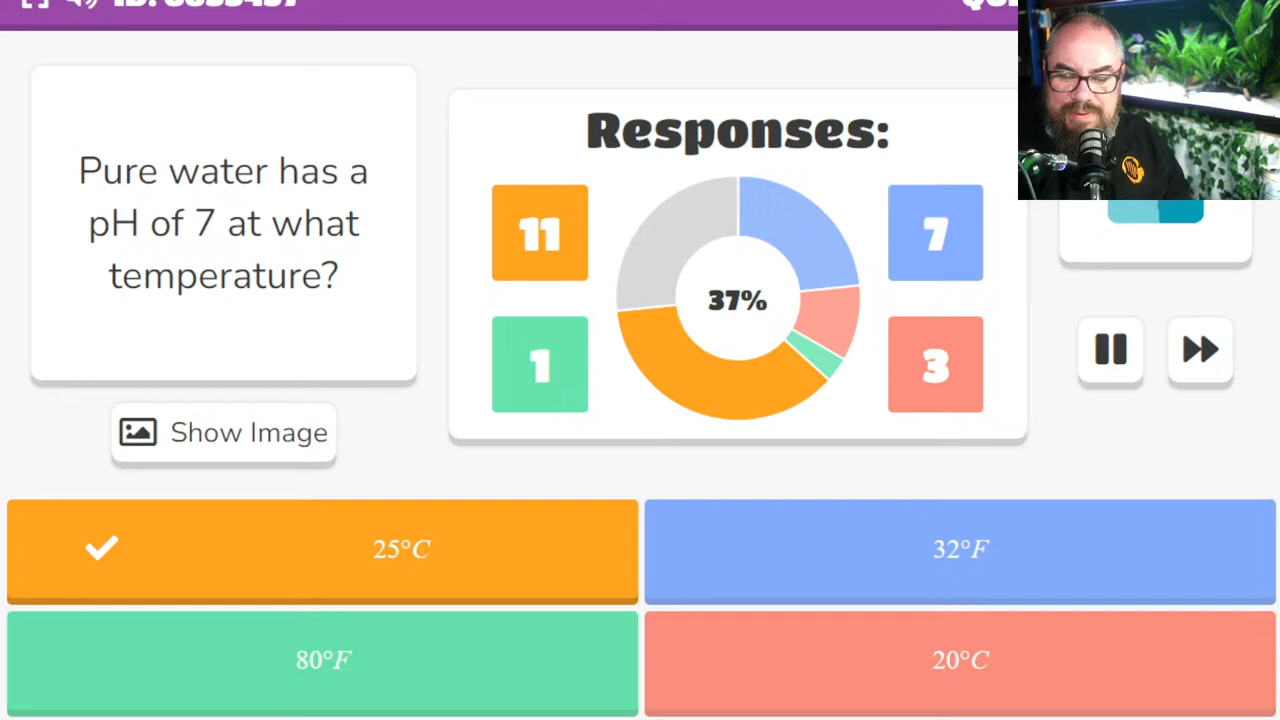 Pure water has a
pH of 7 at what
temperature?
Show Image
Responses:
11
7
37%
1
3
25°C
32°F
80°F
20°C